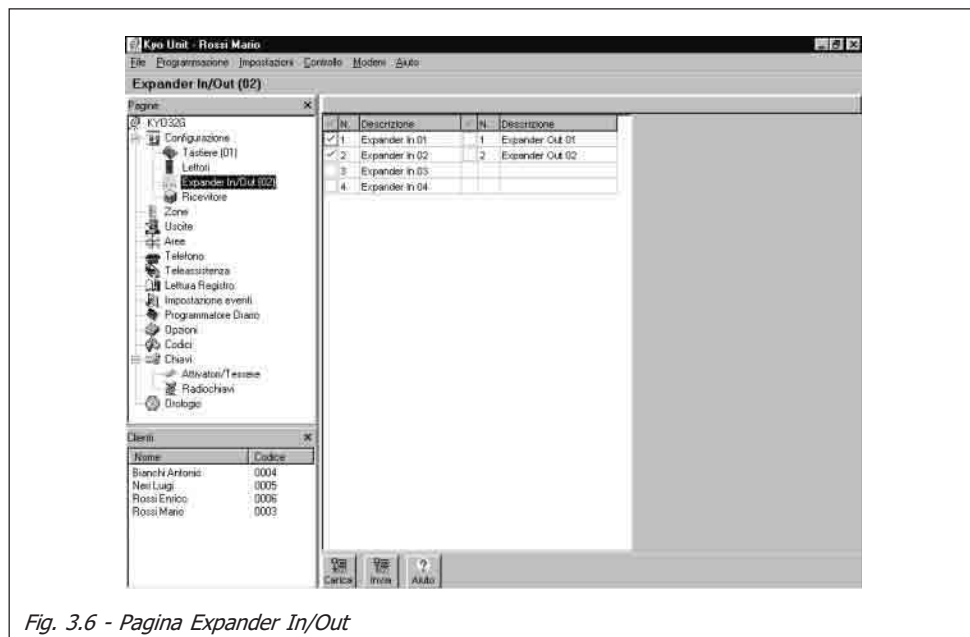 Kyo Unit - Rossi Mario
File Programmazione Impostazioni Controllo Modem Aiuto
Expander In/Out (02)
Pagine
KYO32G
Configurazione
Tastiere (01)
Lettori
Expander In/Out (02)
Ricevitore
Zone
Uscite
Aree
Telefono
Teleassistenza
Lettura Registro
Impostazione eventi
Programmatore Orario
Opzioni
Codici
Chiavi
Attivatori/Tessere
Radiochiavi
Orologio
Clienti
Nome Codice
Bianchi Antonio 0004
Neri Luigi 0005
Rossi Enrico 0006
Rossi Mario 0003
N. Descrizione N. Descrizione
1 Expander In 01 1 Expander Out 01
2 Expander In 02 2 Expander Out 02
3 Expander In 03
4 Expander In 04
Carica Invia Aiuto
Fig. 3.6 - Pagina Expander In/Out